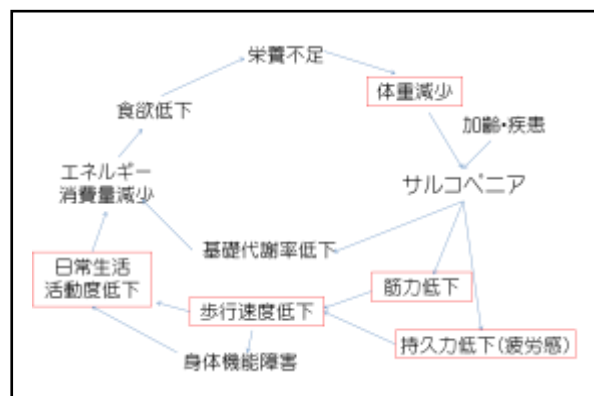 栄養不足
体重減少
食欲低下
加齢・疾患
エネルギー
消費量減少
サルコペニア
基礎代謝率低下
日常生活
活動度低下
筋力低下
歩行速度低下
持久力低下(疲労感)
身体機能障害